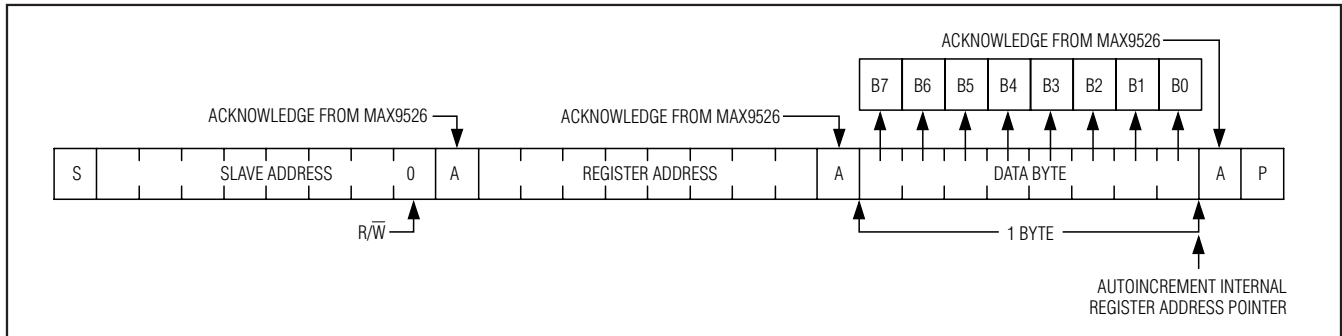 ACKNOWLEDGE FROM MAX9526
B7 B6 B5 B4 B3 B2 B1 B0
ACKNOWLEDGE FROM MAX9526 ACKNOWLEDGE FROM MAX9526
S SLAVE ADDRESS 0 A REGISTER ADDRESS A DATA BYTE A P
R/W̅ 1 BYTE
AUTOINCREMENT INTERNAL
REGISTER ADDRESS POINTER